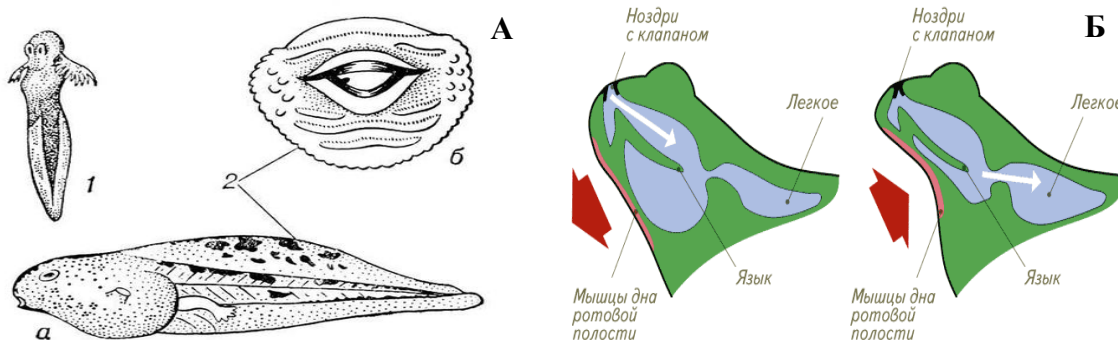 А
1
2
б
а
Б
Ноздри
с клапаном
Легкое
Язык
Мышцы дна
ротовой
полости
Ноздри
с клапаном
Легкое
Язык
Мышцы дна
ротовой
полости